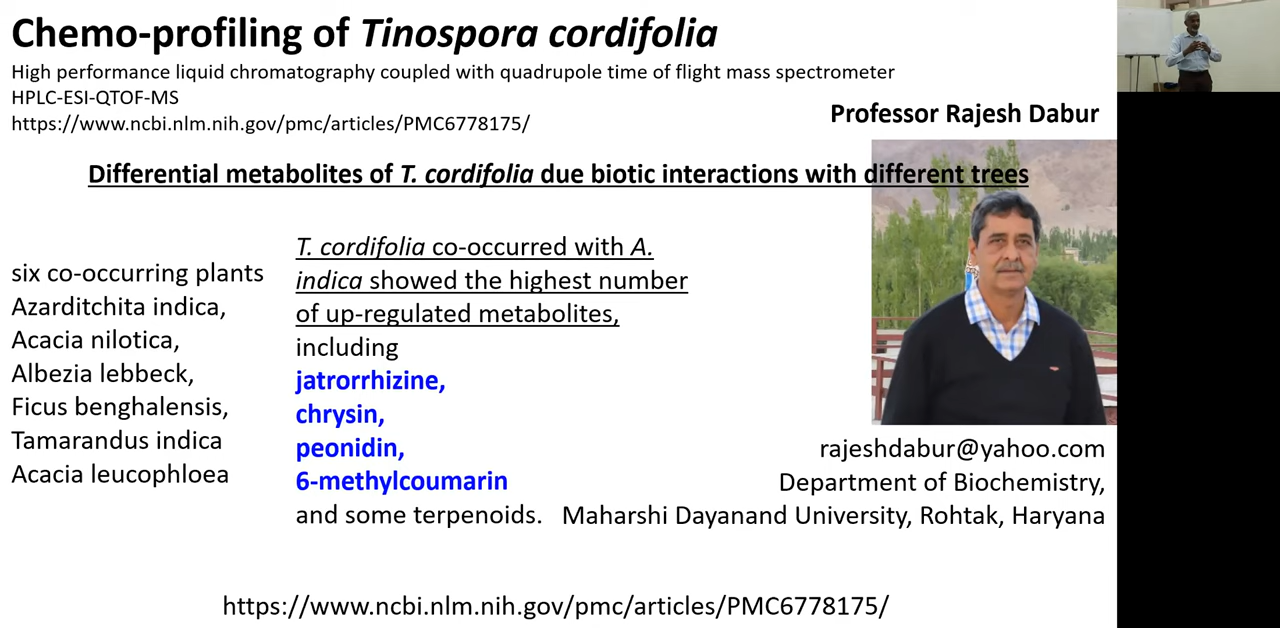 Chemo-profiling of Tinospora cordifolia
High performance liquid chromatography coupled with quadrupole time of flight mass spectrometer
HPLC-ESI-QTOF-MS
https://www.ncbi.nlm.nih.gov/pmc/articles/PMC6778175/
Professor Rajesh Dabur
Differential metabolites of T. cordifolia due biotic interactions with different trees
six co-occurring plants
Azarditchita indica,
Acacia nilotica,
Albezia lebbeck,
Ficus benghalensis,
Tamarandus indica
Acacia leucophloea
T. cordifolia co-occurred with A.
indica showed the highest number
of up-regulated metabolites,
including
jatrorrhizine,
chrysin,
peonidin,
6-methylcoumarin
and some terpenoids.
rajeshdabur@yahoo.com
Department of Biochemistry,
Maharshi Dayanand University, Rohtak, Haryana
https://www.ncbi.nlm.nih.gov/pmc/articles/PMC6778175/